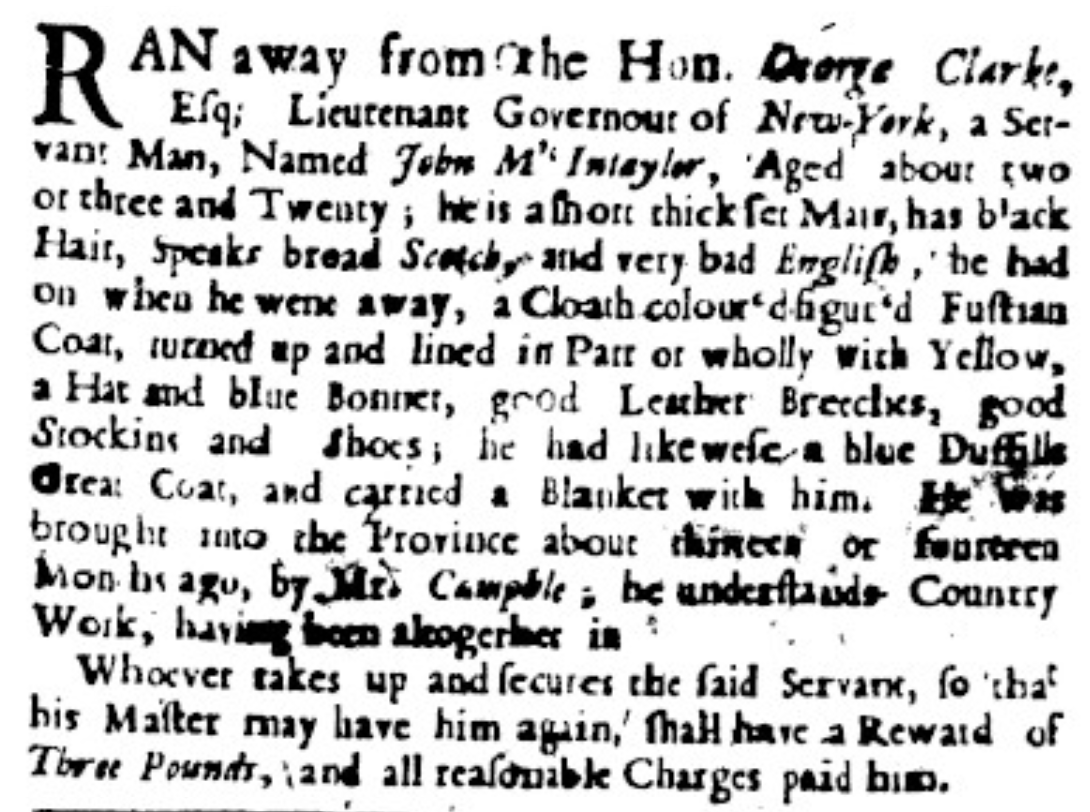 RAN away from the Hon. George Clarke,
Eſq; Lieutenant Governour of New-York, a Ser-
vant Man, Named John Mᶜ Intaylor, Aged about two
or three and Twenty; he is a ſhort thick ſet Man, has black
Hair, ſpeaks broad Scotch, and very bad Engliſh, he had
on when he went away, a Cloath colour‘d figur‘d Fuſtian
Coat, turned up and lined in Part or wholly with Yellow,
a Hat and blue Bonnet, good Leather Breeches, good
Stockins and Shoes; he had likeweſe a blue Duffills
Great Coat, and carried a Blanket with him. He was
brought into the Province about thirteen or fourteen
Months ago, by Mr. Campble; he underſtands Country
Work, having been altogether in
Whoever takes up and ſecures the ſaid Servant, ſo that
his Maſter may have him again, ſhall have a Reward of
Three Pounds, and all reaſonable Charges paid him.